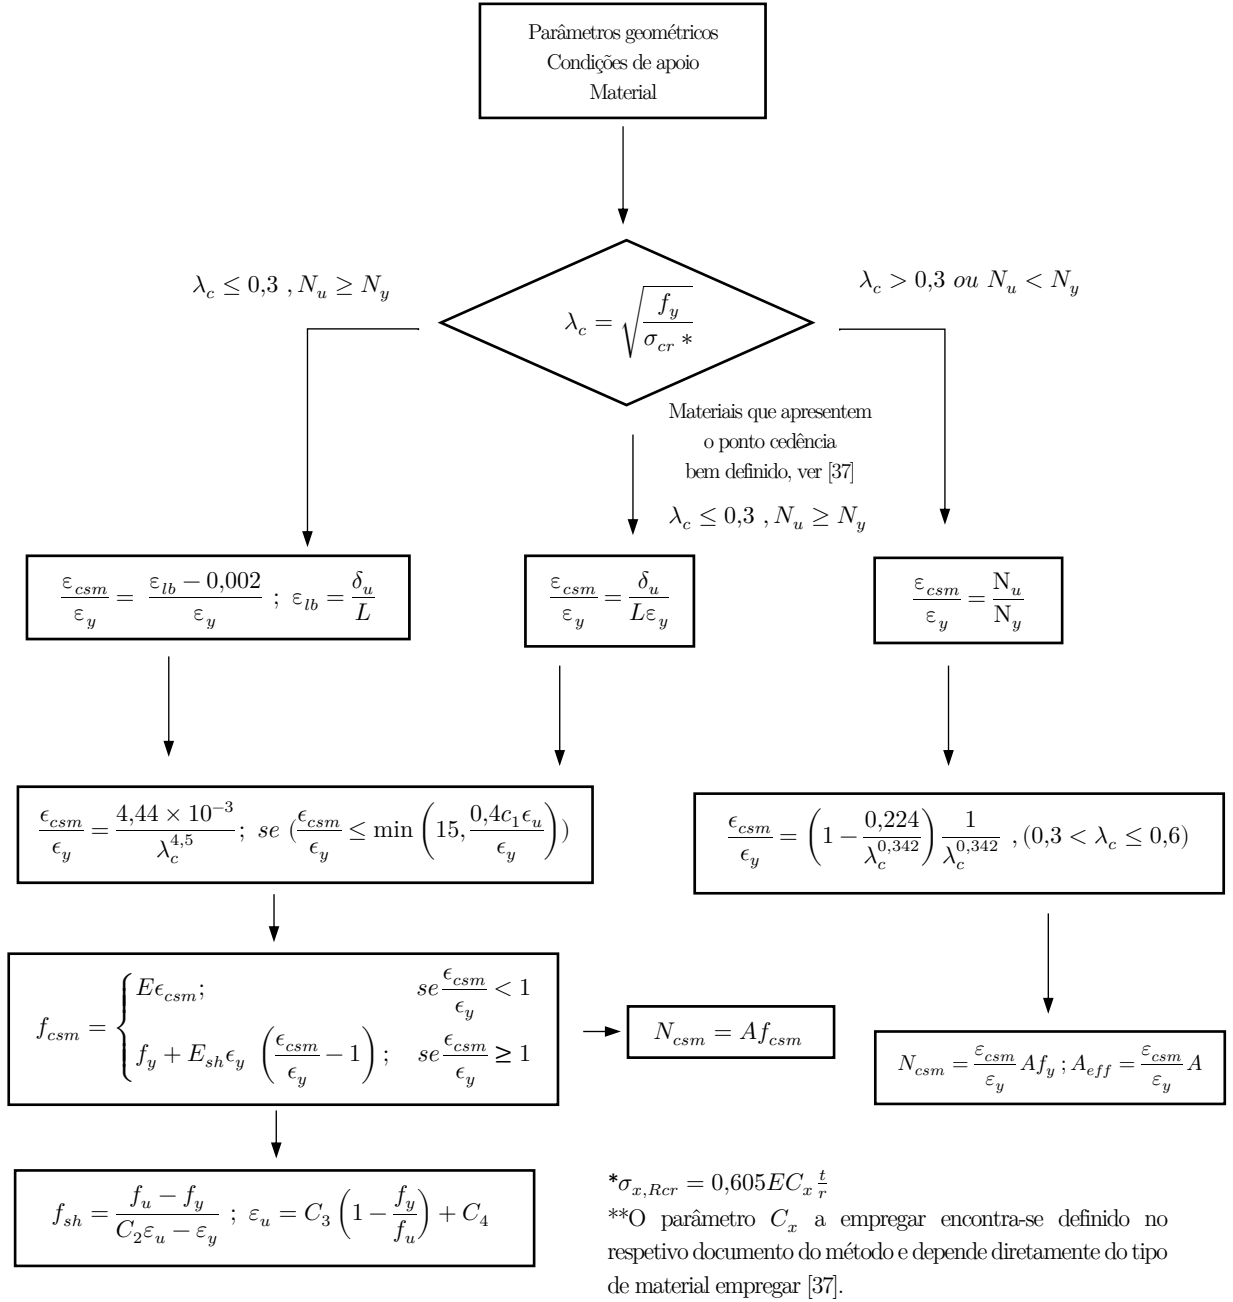 Parâmetros geométricos
Condições de apoio
Material
λ_c ≤ 0,3 , N_u ≥ N_y
λ_c > 0,3 ou N_u < N_y
λ_c = √(f_y / σ_cr *)
Materiais que apresentem
o ponto cedência
bem definido, ver [37]
λ_c ≤ 0,3 , N_u ≥ N_y
ε_csm / ε_y = (ε_lb − 0,002) / ε_y ; ε_lb = δ_u / L
ε_csm / ε_y = δ_u / Lε_y
ε_csm / ε_y = N_u / N_y
ϵ_csm / ϵ_y = 4,44 × 10^−3 / λ_c^4,5 ; se (ϵ_csm / ϵ_y ≤ min (15, 0,4c_1ϵ_u / ϵ_y))
ϵ_csm / ϵ_y = (1 − 0,224 / λ_c^0,342) 1 / λ_c^0,342 , (0,3 < λ_c ≤ 0,6)
f_csm = { Eϵ_csm; se ϵ_csm / ϵ_y < 1
f_y + E_sh ϵ_y (ϵ_csm / ϵ_y − 1) ; se ϵ_csm / ϵ_y ≥ 1
N_csm = Af_csm
N_csm = ε_csm / ε_y Af_y ; A_eff = ε_csm / ε_y A
f_sh = (f_u − f_y) / (C_2ε_u − ε_y) ; ε_u = C_3 (1 − f_y / f_u) + C_4
*σ_x,Rcr = 0,605EC_x t/r
**O parâmetro C_x a empregar encontra-se definido no
respetivo documento do método e depende diretamente do tipo
de material empregar [37].